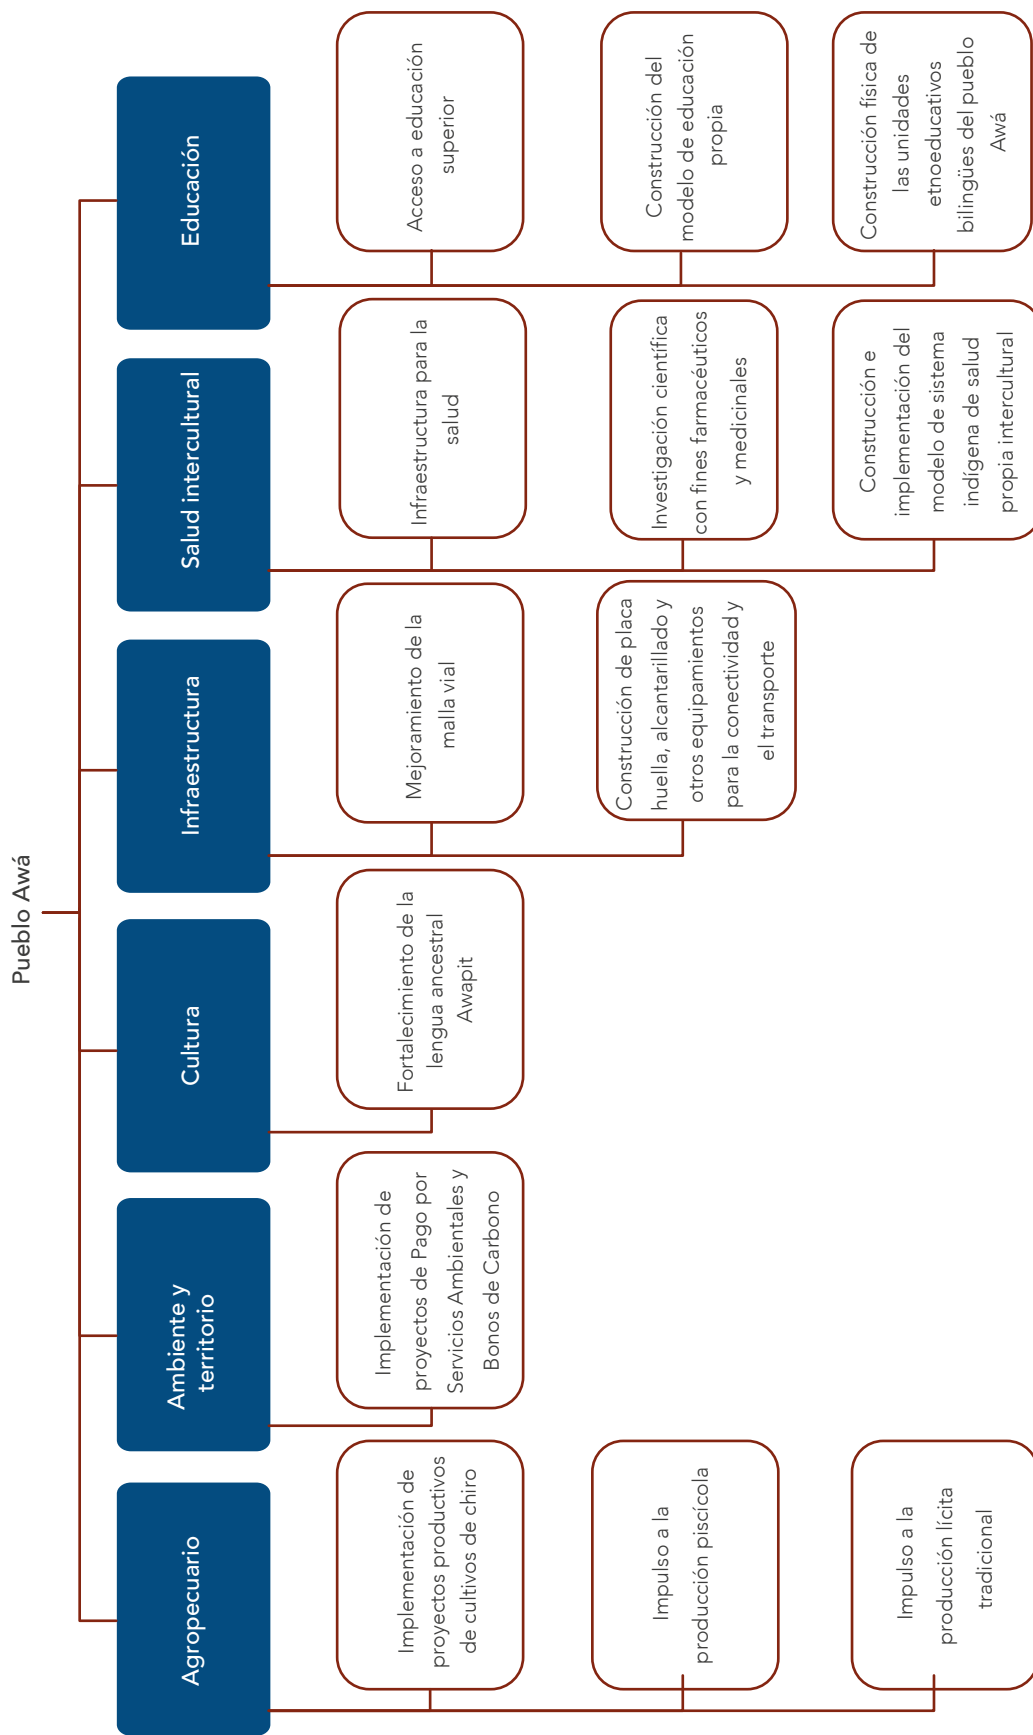 Pueblo Awá
Agropecuario
Implementación de
proyectos productivos
de cultivos de chiro
Impulso a la
producción piscícola
Impulso a la
producción lícita
tradicional
Ambiente y
territorio
Implementación de
proyectos de Pago por
Servicios Ambientales y
Bonos de Carbono
Cultura
Fortalecimiento de la
lengua ancestral
Awapit
Infraestructura
Mejoramiento de la
malla vial
Construcción de placa
huella, alcantarillado y
otros equipamientos
para la conectividad y
el transporte
Salud intercultural
Infraestructura para la
salud
Investigación científica
con fines farmacéuticos
y medicinales
Construcción e
implementación del
modelo de sistema
indígena de salud
propia intercultural
Educación
Acceso a educación
superior
Construcción del
modelo de educación
propia
Construcción física de
las unidades
etnoeducativos
bilingües del pueblo
Awá